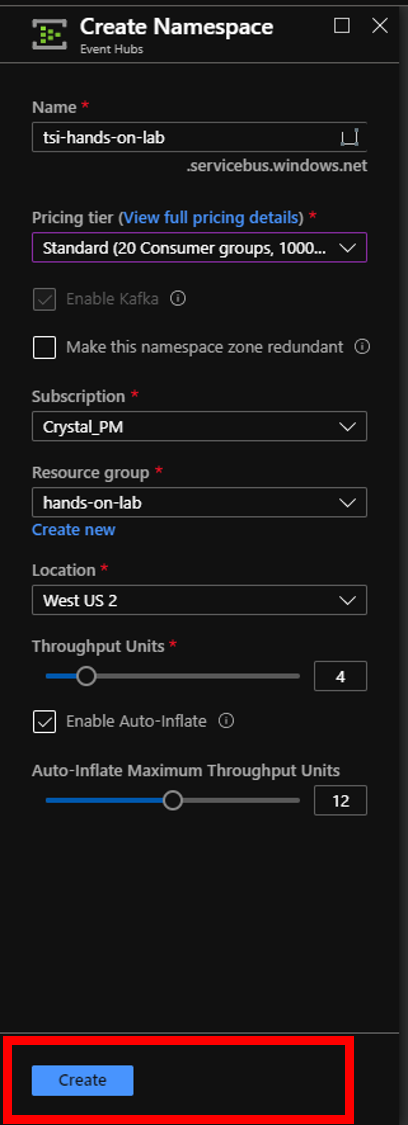 Create Namespace
Event Hubs
Name *
tsi-hands-on-lab
.servicebus.windows.net
Pricing tier (View full pricing details) *
Standard (20 Consumer groups, 1000...
Enable Kafka
Make this namespace zone redundant
Subscription *
Crystal_PM
Resource group *
hands-on-lab
Create new
Location *
West US 2
Throughput Units *
4
Enable Auto-Inflate
Auto-Inflate Maximum Throughput Units
12
Create